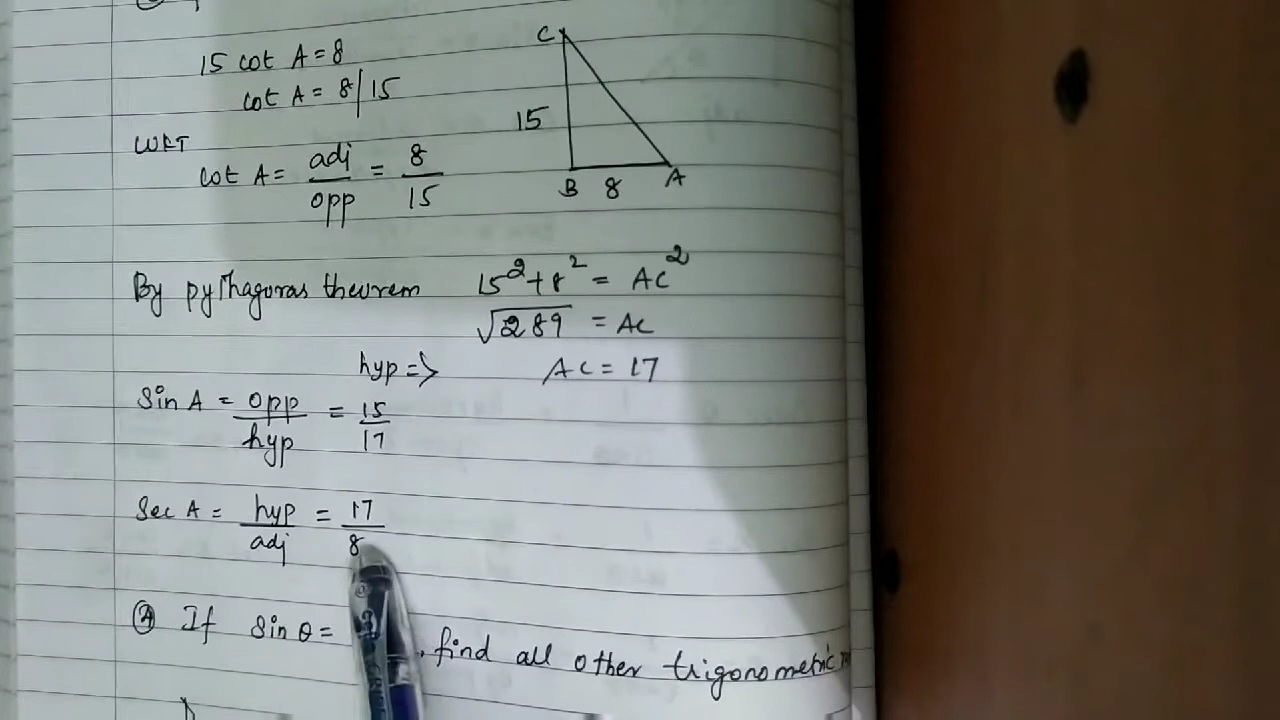 15 cot A = 8
cot A = 8/15
C
15
B 8 A
WKT
cot A = adj/opp = 8/15
By pythagoras theorem 15² + 8² = AC²
√289 = AC
hyp => AC = 17
Sin A = opp/hyp = 15/17
Sec A = hyp/adj = 17/8
If Sin θ = , find all other trigonometric